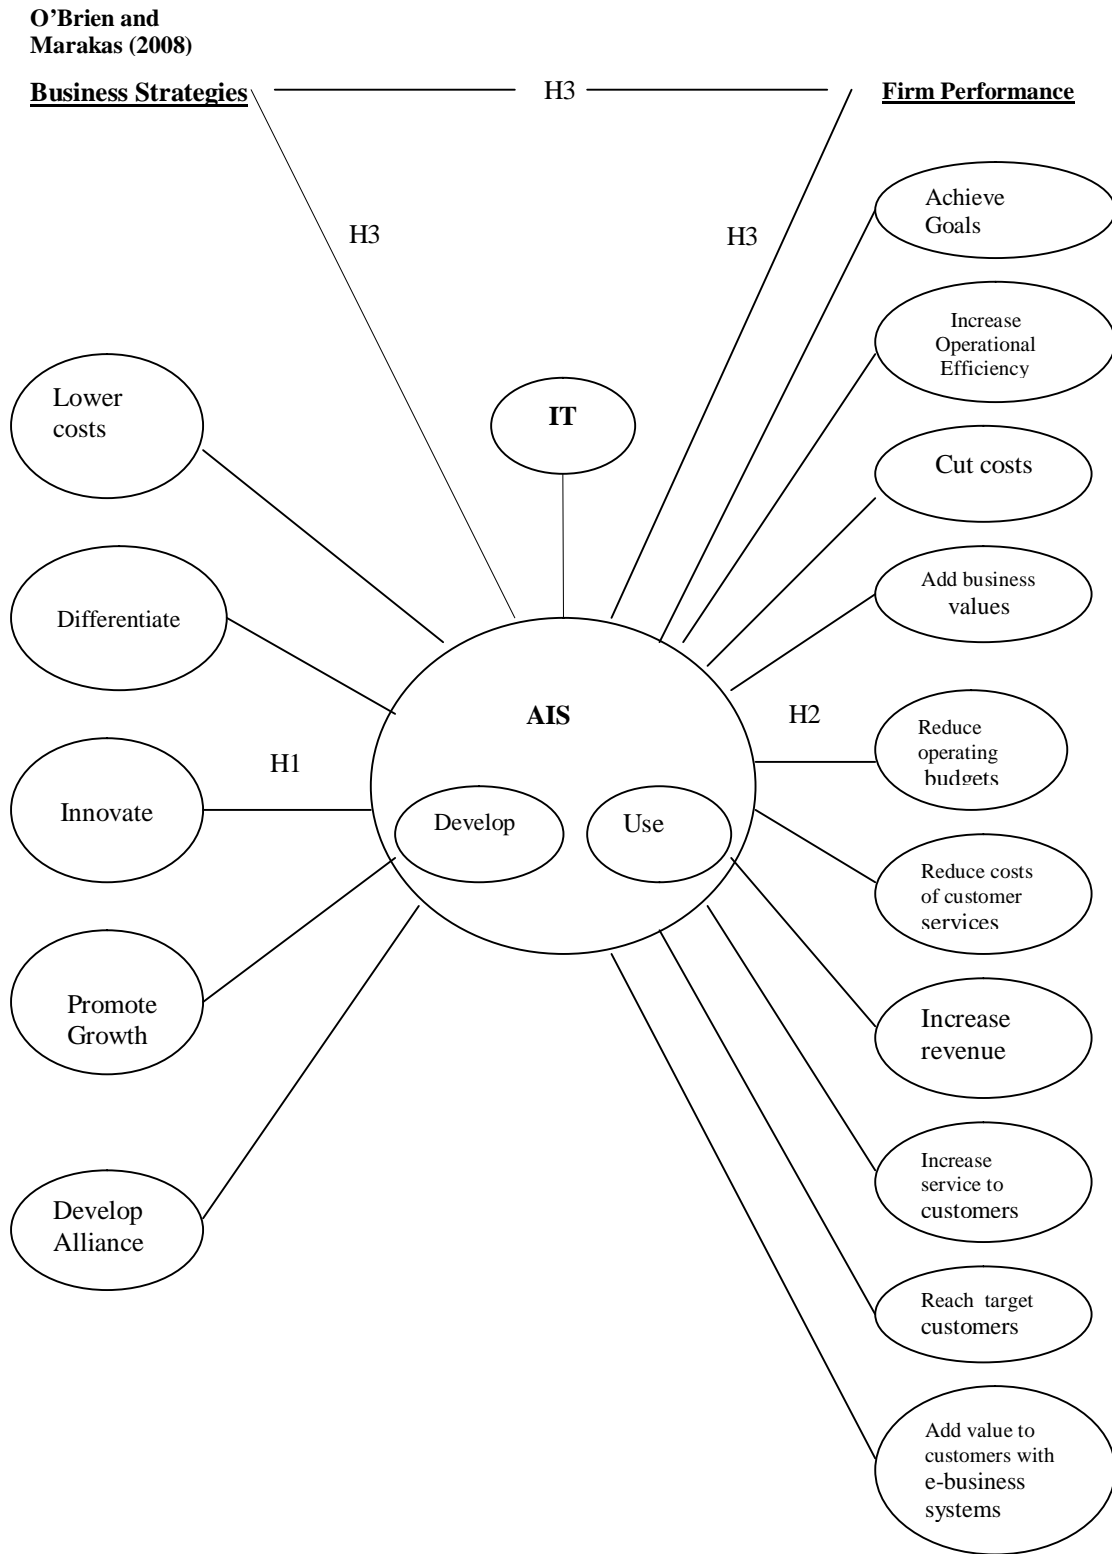 O’Brien and
Marakas (2008)
Business Strategies
H3
Firm Performance
H3
H3
Achieve
Goals
Increase
Operational
Efficiency
Lower
costs
IT
Cut costs
Add business
values
Differentiate
AIS
H2
Reduce
operating
budgets
H1
Innovate
Develop
Use
Reduce costs
of customer
services
Promote
Growth
Increase
revenue
Increase
service to
customers
Develop
Alliance
Reach target
customers
Add value to
customers with
e-business
systems